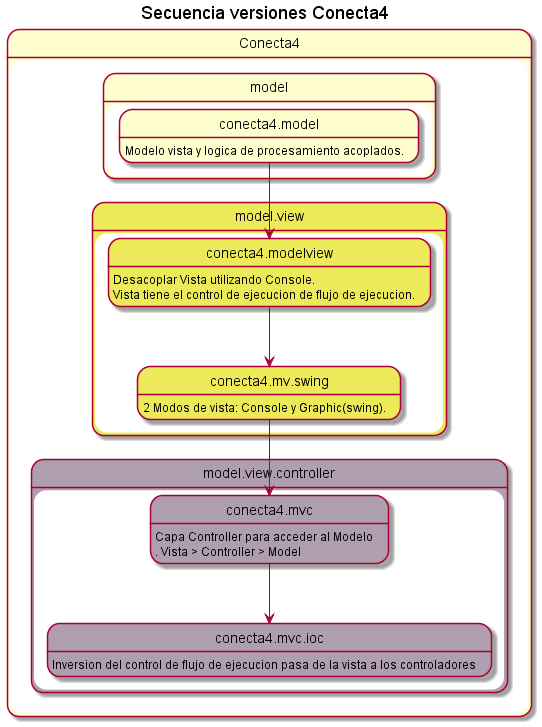 Secuencia versiones Conecta4
Conecta4
model
conecta4.model
Modelo vista y logica de procesamiento acoplados.
model.view
conecta4.modelview
Desacoplar Vista utilizando Console.
Vista tiene el control de ejecucion de flujo de ejecucion.
conecta4.mv.swing
2 Modos de vista: Console y Graphic(swing).
model.view.controller
conecta4.mvc
Capa Controller para acceder al Modelo
. Vista > Controller > Model
conecta4.mvc.ioc
Inversion del control de flujo de ejecucion pasa de la vista a los controladores